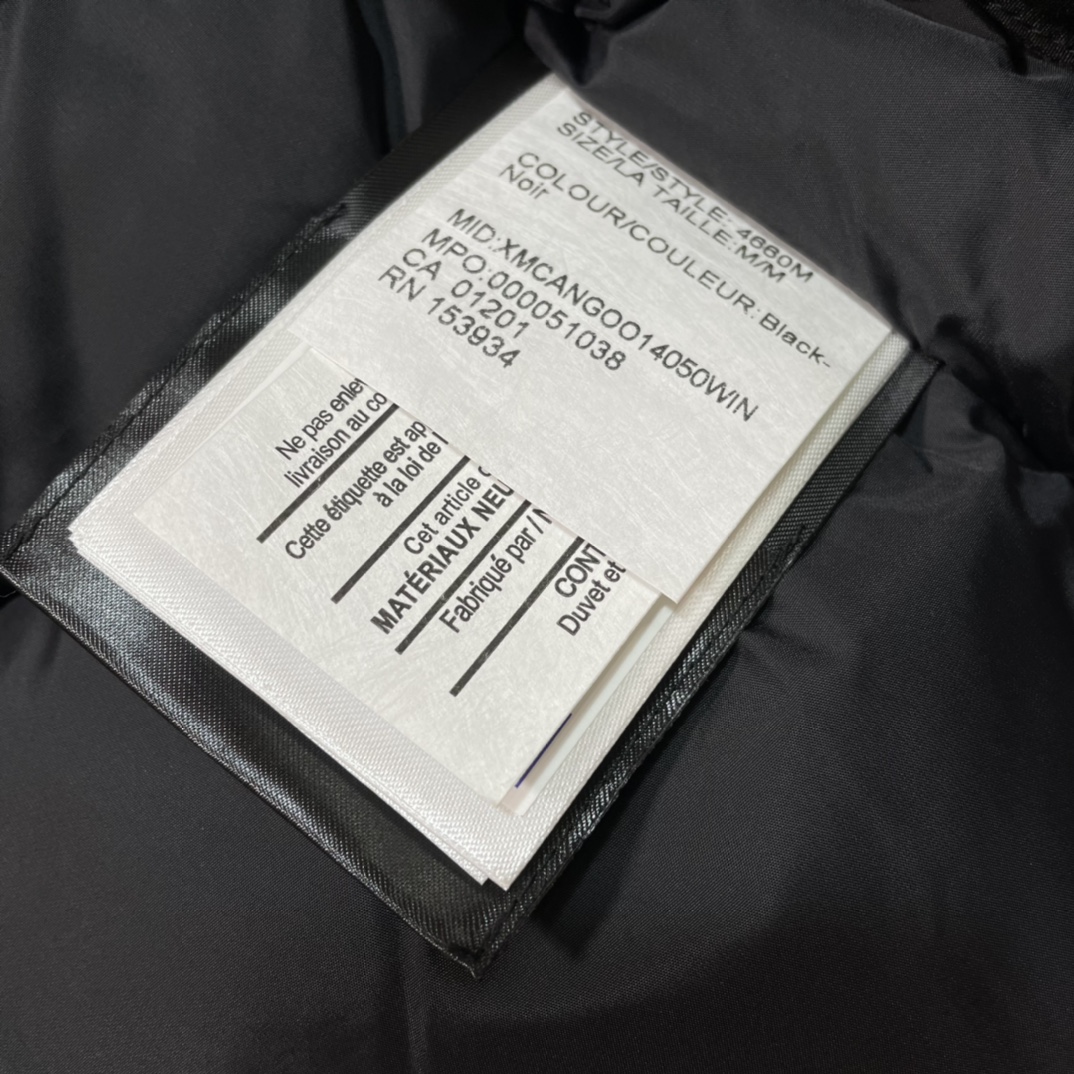 STYLE/STYLE: 4660M
SIZE/LA TAILLE:M/M
COLOUR/COULEUR:Black-
Noir
MID:XMCANGOO14050WIN
MPO:000051038
CA 01201
RN 153934
Ne pas enlev
livraison au co
Cette étiquette est ap
à la loi de l
Cet article
MATÉRIAUX NEU
Fabriqué par /
CONT
Duvet et